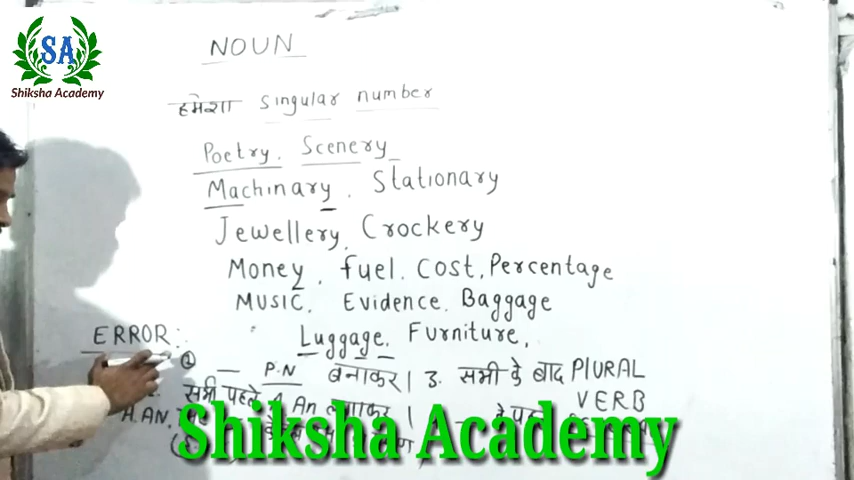 SA
Shiksha Academy
NOUN
हमेशा singular number
Poetry. Scenery
Machinary. Stationary
Jewellery. Crockery
Money. fuel. Cost. Percentage
MUSIC. Evidence. Baggage
Luggage. Furniture.
ERROR:
P.N बनाकर। 3. सभी के बाद PlURAL
VERB
सभी पहले A An लगाकर।
A.AN.
Shiksha Academy